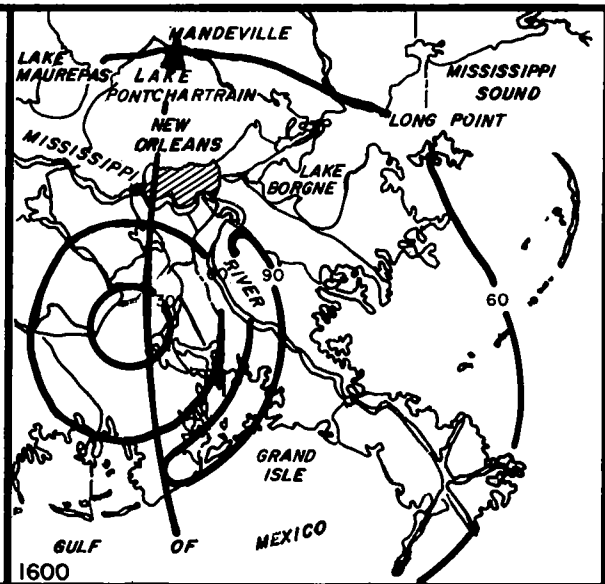 MANDEVILLE
LAKE
MAUREPAS
LAKE
PONTCHARTRAIN
MISSISSIPPI
SOUND
LONG POINT
NEW
ORLEANS
MISSISSIPPI
RIVER
LAKE
BORGNE
90
30
60
GRAND
ISLE
GULF OF MEXICO
1600